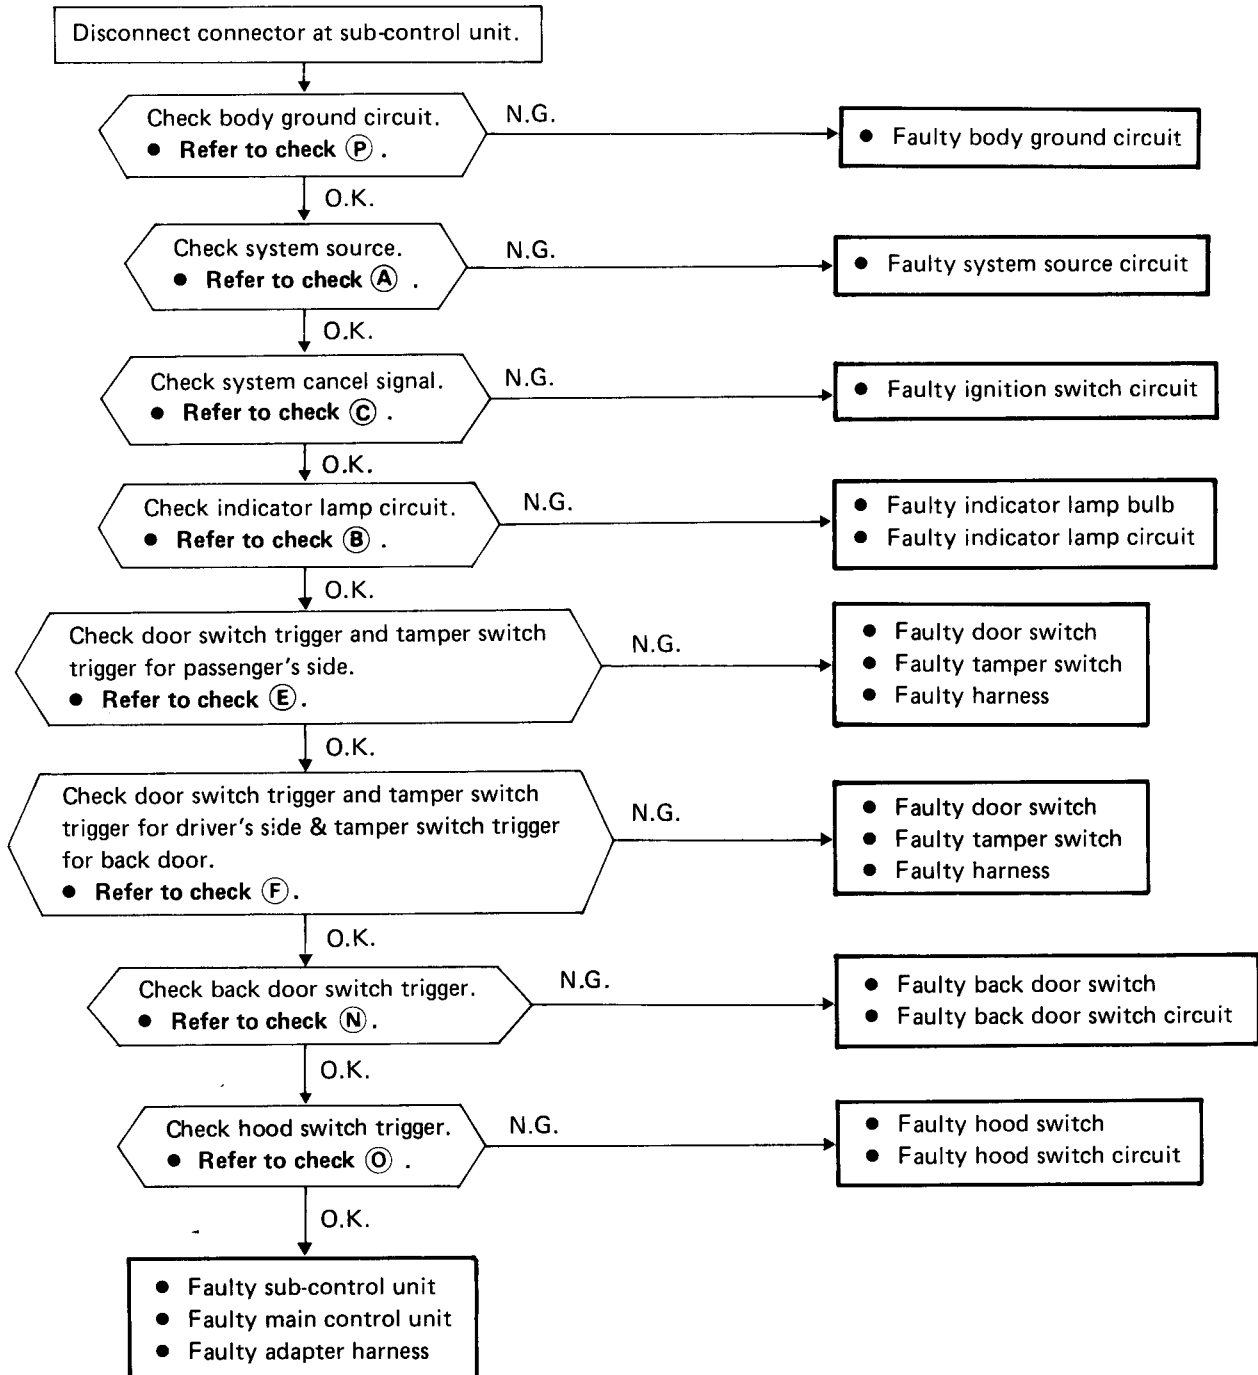 Disconnect connector at sub-control unit.
Check body ground circuit.
● Refer to check Ⓟ .
N.G.
● Faulty body ground circuit
O.K.
Check system source.
● Refer to check Ⓐ .
N.G.
● Faulty system source circuit
O.K.
Check system cancel signal.
● Refer to check Ⓒ .
N.G.
● Faulty ignition switch circuit
O.K.
Check indicator lamp circuit.
● Refer to check Ⓑ .
N.G.
● Faulty indicator lamp bulb
● Faulty indicator lamp circuit
O.K.
Check door switch trigger and tamper switch
trigger for passenger's side.
● Refer to check Ⓔ.
N.G.
● Faulty door switch
● Faulty tamper switch
● Faulty harness
O.K.
Check door switch trigger and tamper switch
trigger for driver's side & tamper switch trigger
for back door.
● Refer to check Ⓕ.
N.G.
● Faulty door switch
● Faulty tamper switch
● Faulty harness
O.K.
Check back door switch trigger.
● Refer to check Ⓝ.
N.G.
● Faulty back door switch
● Faulty back door switch circuit
O.K.
Check hood switch trigger.
● Refer to check Ⓞ .
N.G.
● Faulty hood switch
● Faulty hood switch circuit
O.K.
● Faulty sub-control unit
● Faulty main control unit
● Faulty adapter harness